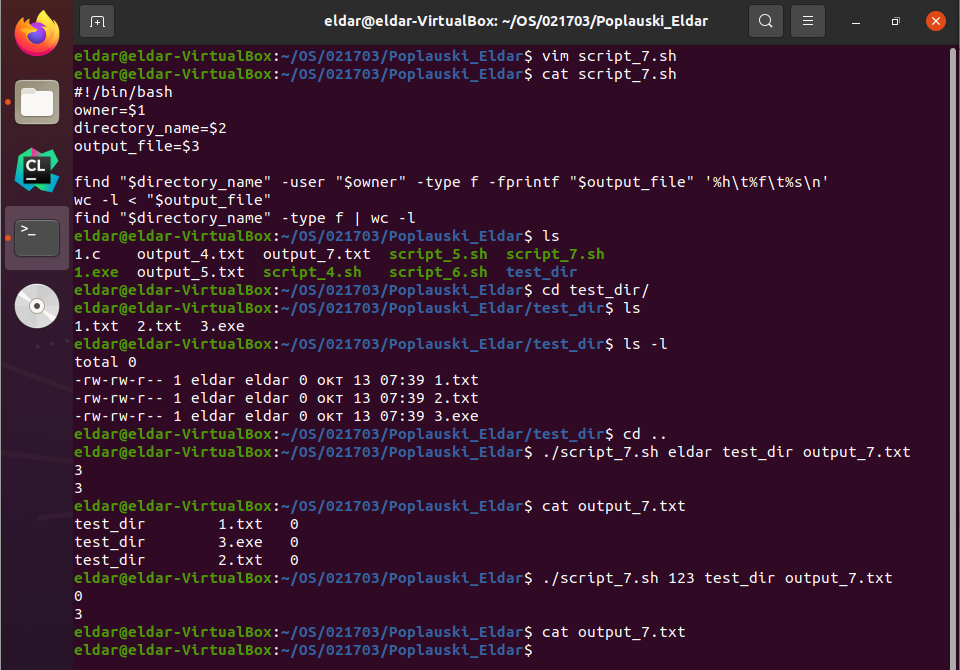 eldar@eldar-VirtualBox: ~/OS/021703/Poplauski_Eldar
eldar@eldar-VirtualBox:~/OS/021703/Poplauski_Eldar$ vim script_7.sh
eldar@eldar-VirtualBox:~/OS/021703/Poplauski_Eldar$ cat script_7.sh
#!/bin/bash
owner=$1
directory_name=$2
output_file=$3
find "$directory_name" -user "$owner" -type f -fprintf "$output_file" '%h\t%f\t%s\n'
wc -l < "$output_file"
find "$directory_name" -type f | wc -l
eldar@eldar-VirtualBox:~/OS/021703/Poplauski_Eldar$ ls
1.c    output_4.txt  output_7.txt  script_5.sh  script_7.sh
1.exe  output_5.txt  script_4.sh   script_6.sh  test_dir
eldar@eldar-VirtualBox:~/OS/021703/Poplauski_Eldar$ cd test_dir/
eldar@eldar-VirtualBox:~/OS/021703/Poplauski_Eldar/test_dir$ ls
1.txt  2.txt  3.exe
eldar@eldar-VirtualBox:~/OS/021703/Poplauski_Eldar/test_dir$ ls -l
total 0
-rw-rw-r-- 1 eldar eldar 0 окт 13 07:39 1.txt
-rw-rw-r-- 1 eldar eldar 0 окт 13 07:39 2.txt
-rw-rw-r-- 1 eldar eldar 0 окт 13 07:39 3.exe
eldar@eldar-VirtualBox:~/OS/021703/Poplauski_Eldar/test_dir$ cd ..
eldar@eldar-VirtualBox:~/OS/021703/Poplauski_Eldar$ ./script_7.sh eldar test_dir output_7.txt
3
3
eldar@eldar-VirtualBox:~/OS/021703/Poplauski_Eldar$ cat output_7.txt
test_dir        1.txt   0
test_dir        3.exe   0
test_dir        2.txt   0
eldar@eldar-VirtualBox:~/OS/021703/Poplauski_Eldar$ ./script_7.sh 123 test_dir output_7.txt
0
3
eldar@eldar-VirtualBox:~/OS/021703/Poplauski_Eldar$ cat output_7.txt
eldar@eldar-VirtualBox:~/OS/021703/Poplauski_Eldar$
CL
>_